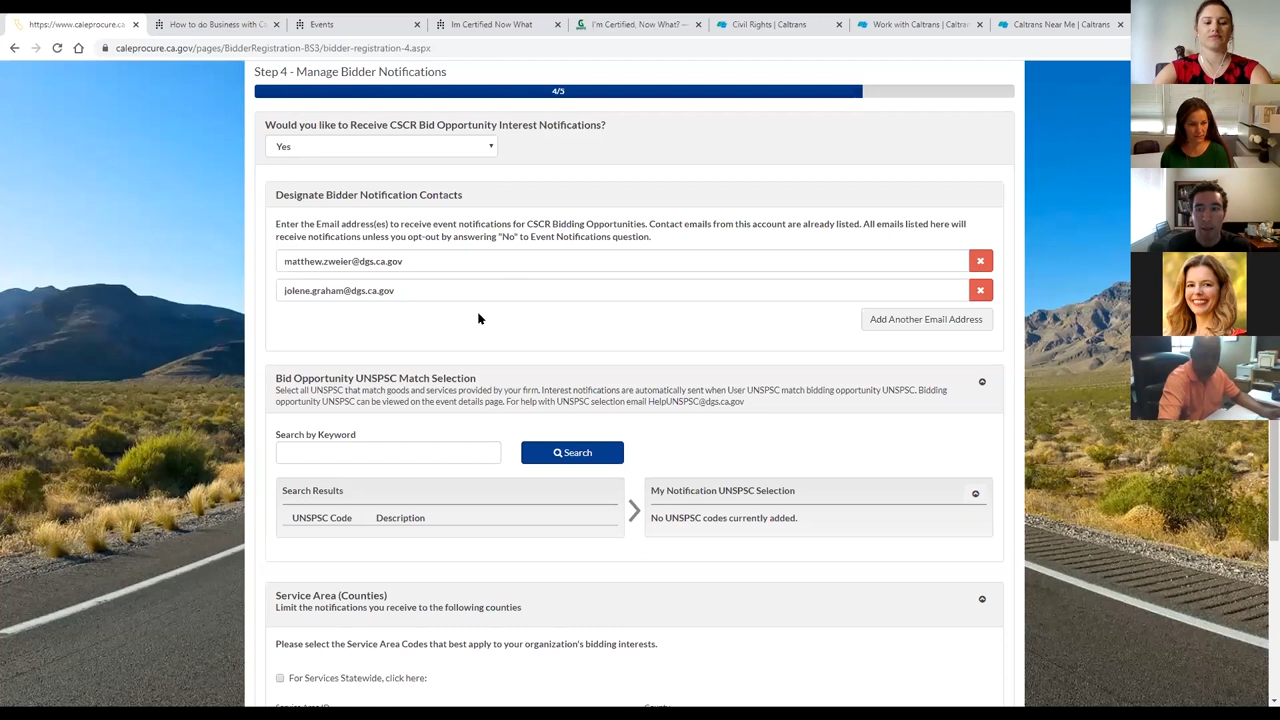 https://www.caleprocure.ca
How to do Business with Ca
Events
Im Certified Now What
I'm Certified, Now What? —
Civil Rights | Caltrans
Work with Caltrans | Caltran
Caltrans Near Me | Caltrans
caleprocure.ca.gov/pages/BidderRegistration-BS3/bidder-registration-4.aspx
Step 4 - Manage Bidder Notifications
4/5
Would you like to Receive CSCR Bid Opportunity Interest Notifications?
Yes
Designate Bidder Notification Contacts
Enter the Email address(es) to receive event notifications for CSCR Bidding Opportunities. Contact emails from this account are already listed. All emails listed here will
receive notifications unless you opt-out by answering "No" to Event Notifications question.
matthew.zweier@dgs.ca.gov
jolene.graham@dgs.ca.gov
Add Another Email Address
Bid Opportunity UNSPSC Match Selection
Select all UNSPSC that match goods and services provided by your firm. Interest notifications are automatically sent when User UNSPSC match bidding opportunity UNSPSC. Bidding
opportunity UNSPSC can be viewed on the event details page. For help with UNSPSC selection email HelpUNSPSC@dgs.ca.gov
Search by Keyword
Search
Search Results
My Notification UNSPSC Selection
UNSPSC Code Description
No UNSPSC codes currently added.
Service Area (Counties)
Limit the notifications you receive to the following counties
Please select the Service Area Codes that best apply to your organization's bidding interests.
For Services Statewide, click here:
Service Area ID County